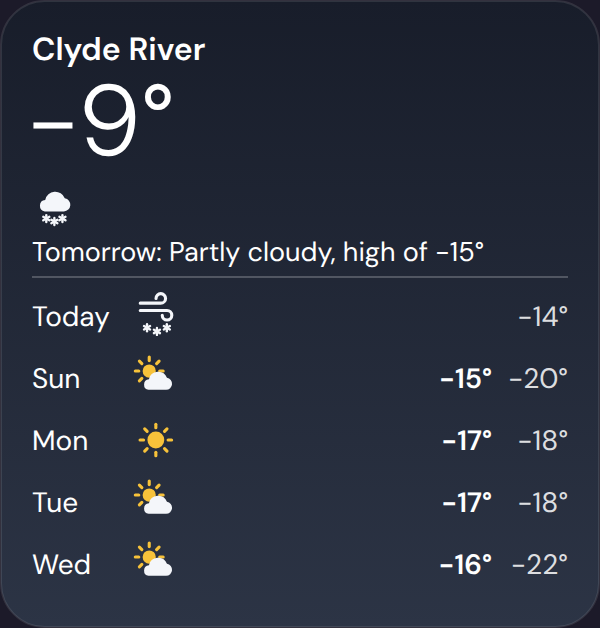 Clyde River
-9°
Tomorrow: Partly cloudy, high of -15°
Today -14°
Sun -15° -20°
Mon -17° -18°
Tue -17° -18°
Wed -16° -22°